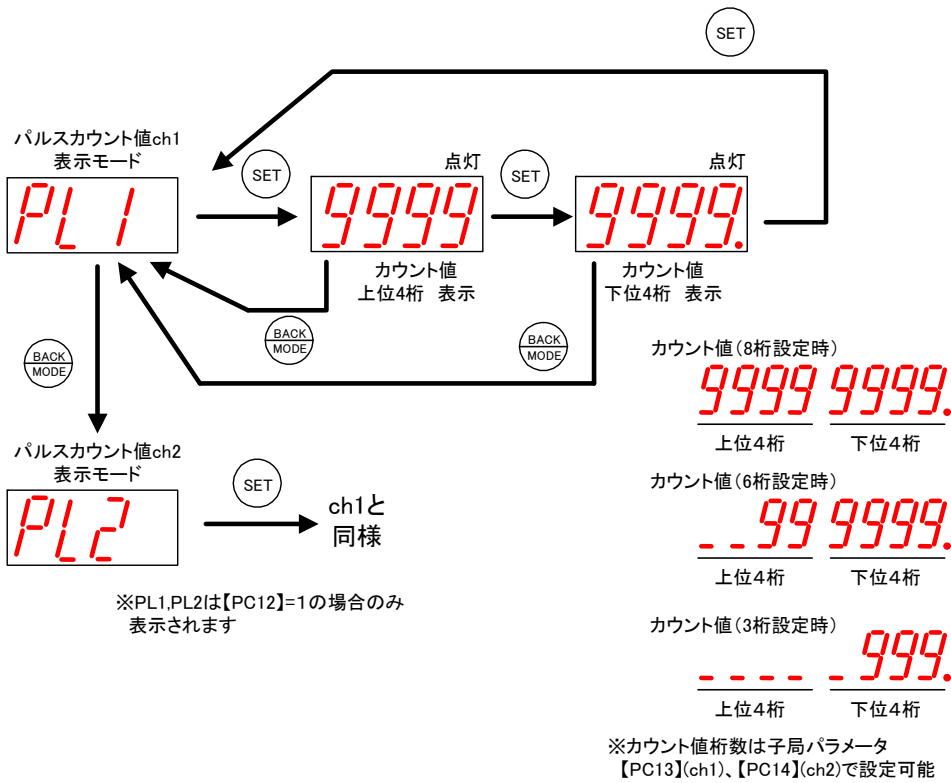 SET
パルスカウント値ch1
表示モード
PL 1
SET
点灯
9999
カウント値
上位4桁 表示
SET
点灯
9999.
カウント値
下位4桁 表示
BACK
MODE
BACK
MODE
BACK
MODE
パルスカウント値ch2
表示モード
PL2
SET
ch1と
同様
※PL1,PL2は【PC12】=1の場合のみ
表示されます
カウント値(8桁設定時)
9999 9999.
上位4桁 下位4桁
カウント値(6桁設定時)
_ _99 9999.
上位4桁 下位4桁
カウント値(3桁設定時)
_ _ _ _ _999.
上位4桁 下位4桁
※カウント値桁数は子局パラメータ
【PC13】(ch1)、【PC14】(ch2)で設定可能